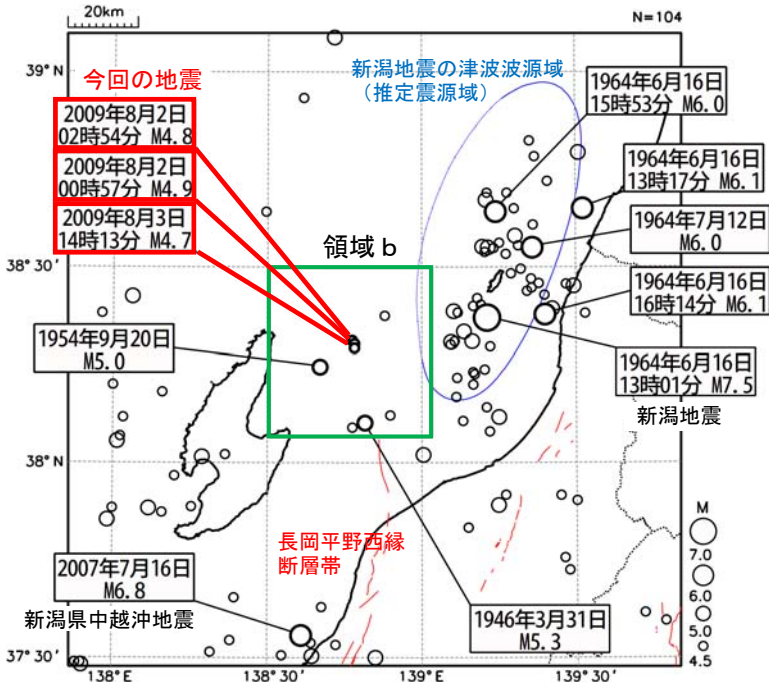 20km
N=104
39°N
今回の地震
2009年8月2日
02時54分 M4.8
2009年8月2日
00時57分 M4.9
2009年8月3日
14時13分 M4.7
新潟地震の津波波源域
（推定震源域）
1964年6月16日
15時53分 M6.0
1964年6月16日
13時17分 M6.1
1964年7月12日
M6.0
1964年6月16日
16時14分 M6.1
1964年6月16日
13時01分 M7.5
新潟地震
領域ｂ
38°30′
1954年9月20日
M5.0
38°N
長岡平野西縁
断層帯
2007年7月16日
M6.8
新潟県中越沖地震
1946年3月31日
M5.3
M
7.0
6.0
5.0
4.5
37°30′
138°E
138°30′
139°E
139°30′